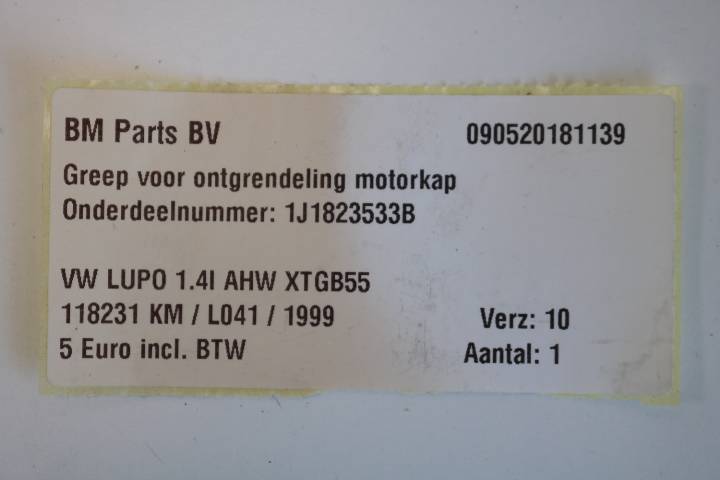 BM Parts BV 090520181139
Greep voor ontgrendeling motorkap
Onderdeelnummer: 1J1823533B
VW LUPO 1.4I AHW XTGB55
118231 KM / L041 / 1999 Verz: 10
5 Euro incl. BTW Aantal: 1